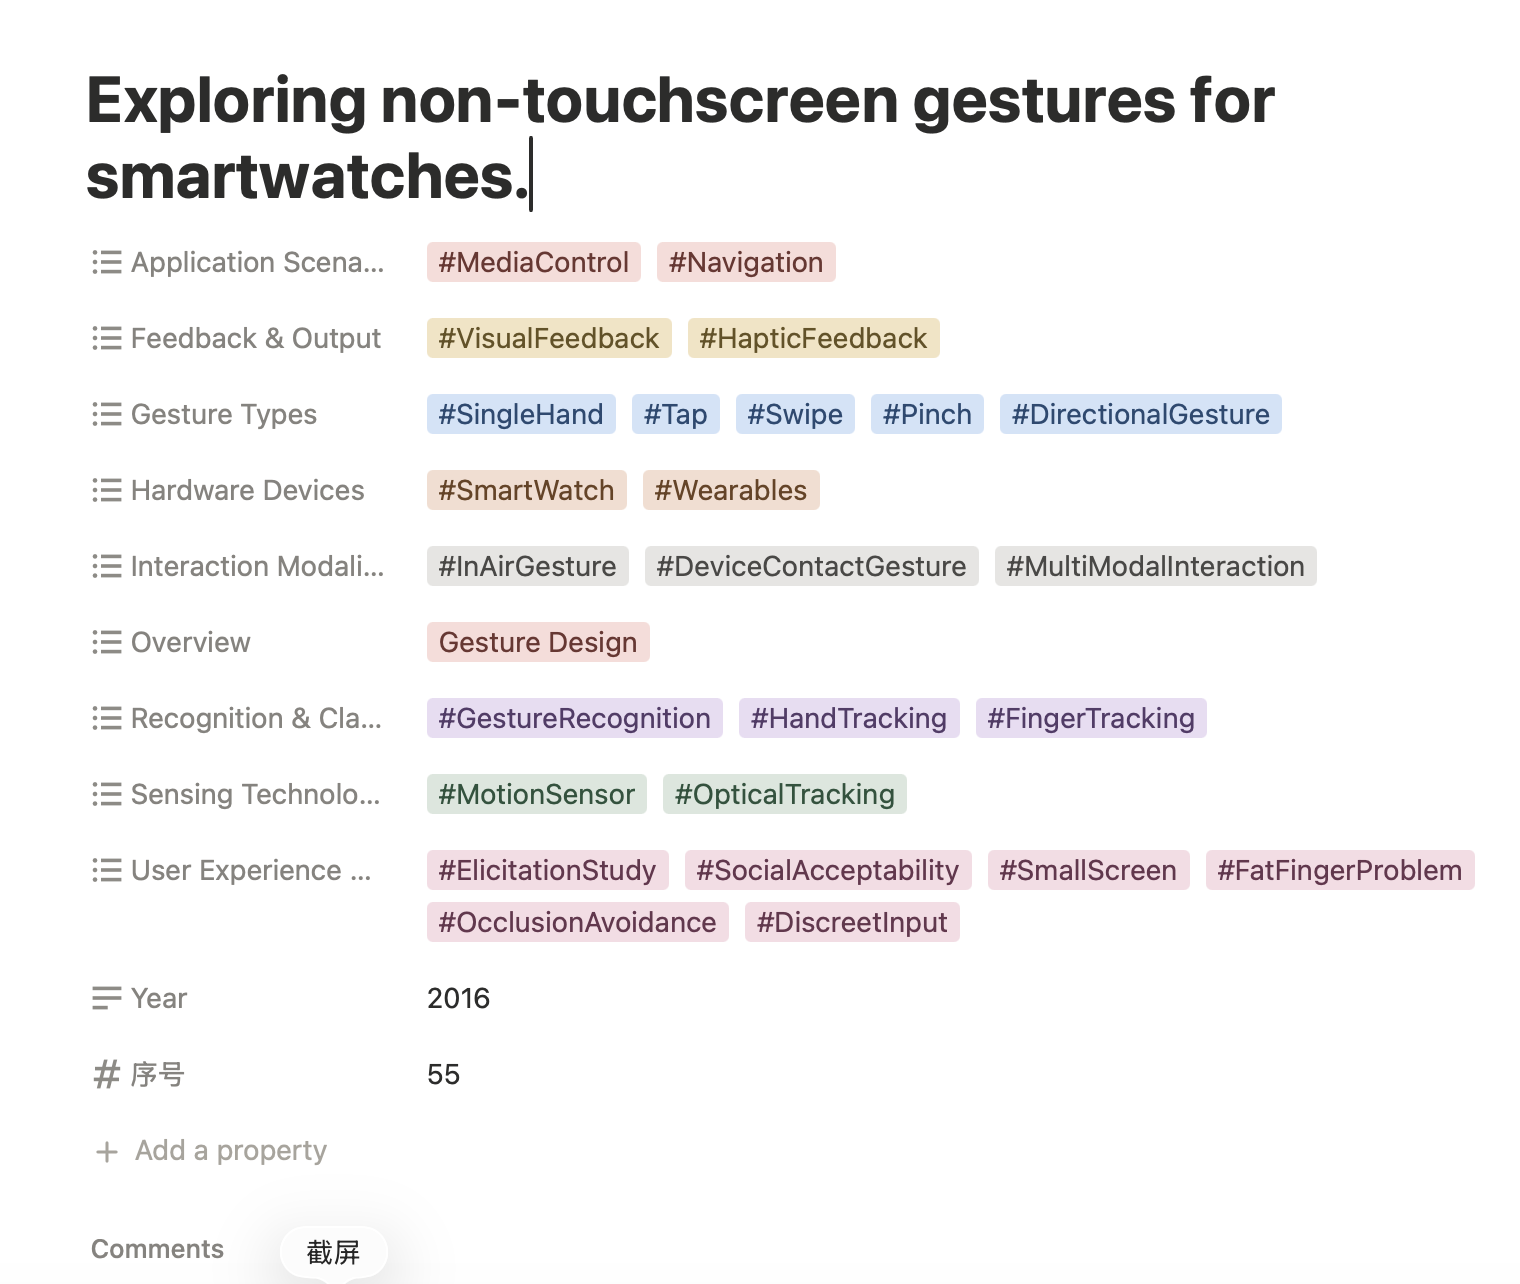 Exploring non-touchscreen gestures for
smartwatches.
Application Scena... #MediaControl #Navigation
Feedback & Output #VisualFeedback #HapticFeedback
Gesture Types #SingleHand #Tap #Swipe #Pinch #DirectionalGesture
Hardware Devices #SmartWatch #Wearables
Interaction Modali... #InAirGesture #DeviceContactGesture #MultiModalInteraction
Overview Gesture Design
Recognition & Cla... #GestureRecognition #HandTracking #FingerTracking
Sensing Technolo... #MotionSensor #OpticalTracking
User Experience ... #ElicitationStudy #SocialAcceptability #SmallScreen #FatFingerProblem
#OcclusionAvoidance #DiscreetInput
Year 2016
# 序号 55
+ Add a property
Comments 截屏